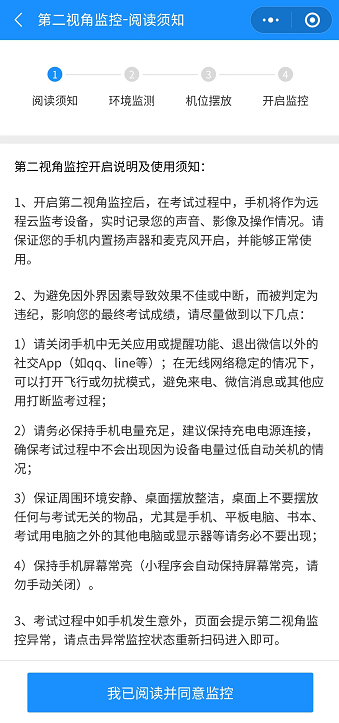 第二视角监控-阅读须知
1
2
3
4
阅读须知
环境监测
机位摆放
开启监控
第二视角监控开启说明及使用须知：
1、开启第二视角监控后，在考试过程中，手机将作为远
程云监考设备，实时记录您的声音、影像及操作情况。请
保证您的手机内置扬声器和麦克风开启，并能够正常使
用。
2、为避免因外界因素导致效果不佳或中断，而被判定为
违纪，影响您的最终考试成绩，请尽量做到以下几点：
1）请关闭手机中无关应用或提醒功能、退出微信以外的
社交App（如qq、line等）；在无线网络稳定的情况下，
可以打开飞行或勿扰模式，避免来电、微信消息或其他应
用打断监考过程；
2）请务必保持手机电量充足，建议保持充电电源连接，
确保考试过程中不会出现因为设备电量过低自动关机的情
况；
3）保证周围环境安静、桌面摆放整洁，桌面上不要摆放
任何与考试无关的物品，尤其是手机、平板电脑、书本、
考试用电脑之外的其他电脑或显示器等请务必不要出现；
4）保持手机屏幕常亮（小程序会自动保持屏幕常亮，请
勿手动关闭）。
3、考试过程中如手机发生意外，页面会提示第二视角监
控异常，请点击异常监控状态重新扫码进入即可。
我已阅读并同意监控